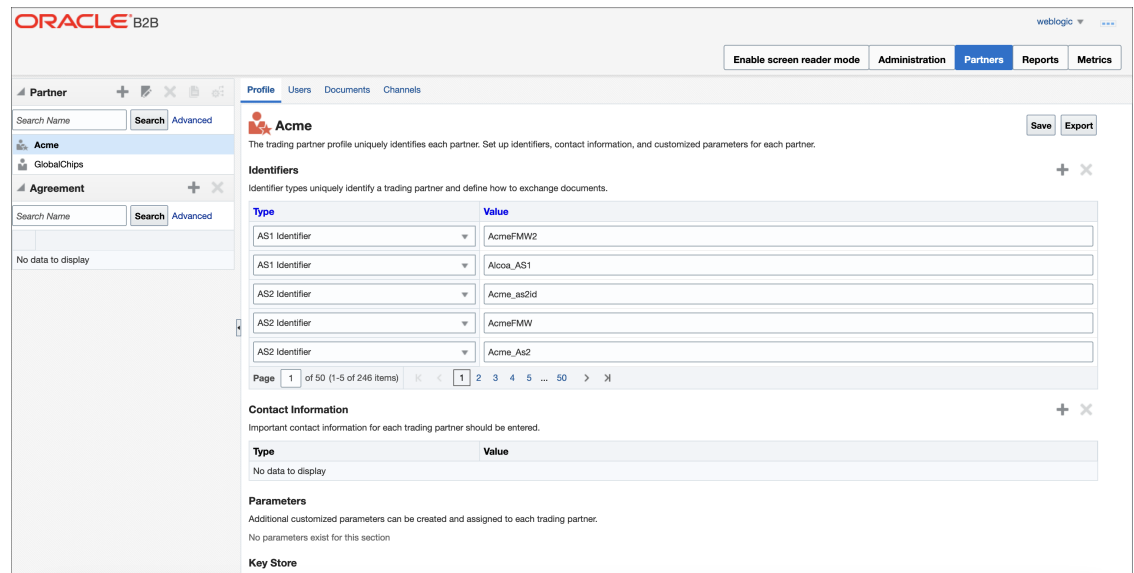 ORACLE B2B
weblogic
Enable screen reader mode Administration Partners Reports Metrics
Partner
Search Name Search Advanced
Acme
GlobalChips
Agreement
Search Name Search Advanced
No data to display
Profile Users Documents Channels
Acme
Save Export
The trading partner profile uniquely identifies each partner. Set up identifiers, contact information, and customized parameters for each partner.
Identifiers
Identifier types uniquely identify a trading partner and define how to exchange documents.
Type Value
AS1 Identifier AcmeFMW2
AS1 Identifier Alcoa_AS1
AS2 Identifier Acme_as2id
AS2 Identifier AcmeFMW
AS2 Identifier Acme_As2
Page 1 of 50 (1-5 of 246 items) 1 2 3 4 5 ... 50
Contact Information
Important contact information for each trading partner should be entered.
Type Value
No data to display
Parameters
Additional customized parameters can be created and assigned to each trading partner.
No parameters exist for this section
Key Store